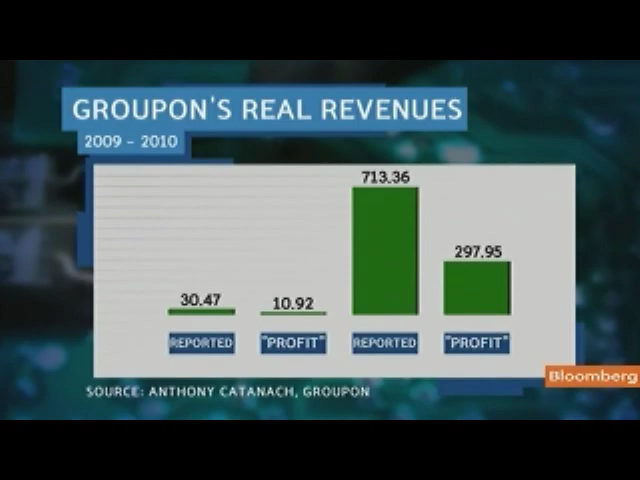 GROUPON'S REAL REVENUES
2009 - 2010
713.36
297.95
30.47
10.92
REPORTED
"PROFIT"
REPORTED
"PROFIT"
Bloomberg
SOURCE: ANTHONY CATANACH, GROUPON